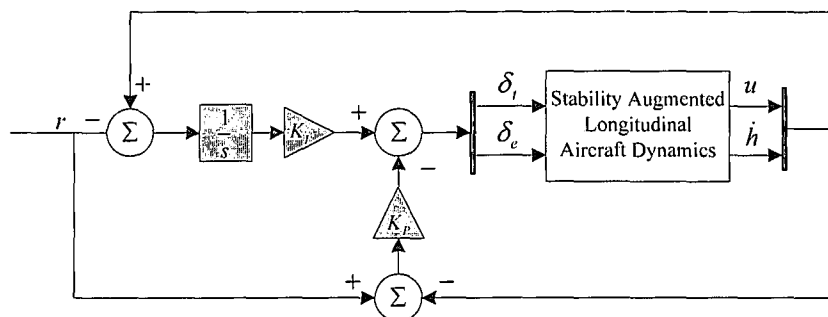 +
r
−
Σ
1
s
K_I
+
Σ
−
δ_t
δ_e
Stability Augmented
Longitudinal
Aircraft Dynamics
u
ḣ
K_P
+
Σ
−